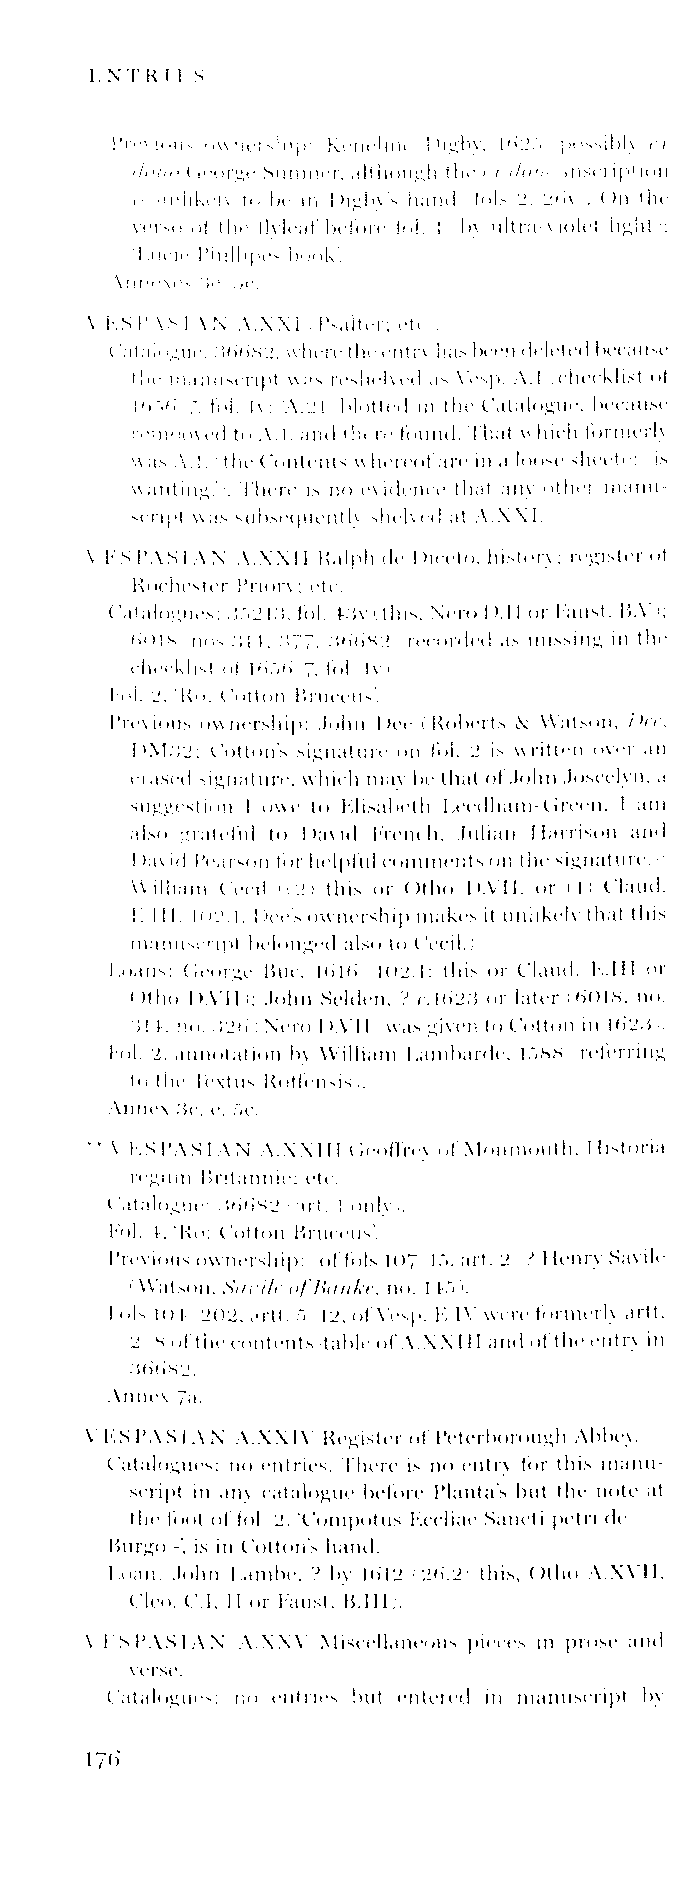 ENTRIES
Previous ownership: Kenelme Digby, 1625 possibly ex
dono George Sumner, although the ex dono inscription
is unlikely to be in Digby's hand fols 2, 26v. On the
verso of the flyleaf before fol. 1 by ultra-violet light:
'Lucie Phillipes book'.
Annexes 3e, 5c.
VESPASIAN A.XXI (Psalter; etc.).
Catalogue: 36682, where the entry has been deleted because
the manuscript was reshelved as Vesp. A.I (checklist of
1656–7, fol. 1v: 'A.21 blotted in the Catalogue, because
remooved to A.1. and there found. That which formerly
was A.1. (the Contents whereof are in a loose sheete) is
wanting.'). There is no evidence that any other manu-
script was subsequently shelved at A.XXI.
VESPASIAN A.XXII Ralph de Diceto, history; register of
Rochester Priory; etc.
Catalogues: 35213, fol. 43v (this, Nero D.II or Faust. B.V);
6018, nos 314, 377; 36682 (recorded as missing in the
checklist of 1656–7, fol. 1v).
Fol. 2, 'Ro. Cotton Bruceus'.
Previous ownership: John Dee (Roberts & Watson, Dee,
DM32; Cotton's signature on fol. 2 is written over an
erased signature, which may be that of John Joscelyn, a
suggestion I owe to Elisabeth Leedham-Green. I am
also grateful to David French, Julian Harrison and
David Pearson for helpful comments on the signature.);
William Cecil ((?) this or Otho D.VII, or (1) Claud.
E.III, 102.1. Dee's ownership makes it unlikely that this
manuscript belonged also to Cecil.)
Loans: George Buc, 1616 (102.1: this or Claud. E.III or
Otho D.VII); John Selden, ? c.1623 or later (6018, no.
314, no. 326 (Nero D.VII) was given to Cotton in 1623).
Fol. 2, annotation by William Lambarde, 1588 (referring
to the Textus Roffensis).
Annex 3c, e, 5c.
** VESPASIAN A.XXIII Geoffrey of Monmouth, Historia
regum Britannie; etc.
Catalogue: 36682 (art. 1 only).
Fol. 4, 'Ro: Cotton Bruceus'.
Previous ownership: (of fols 107–15, art. 2) ? Henry Savile
(Watson, Savile of Banke, no. 145).
Fols 104–202, artt. 5–12, of Vesp. E.IV were formerly artt.
2–8 of the contents-table of A.XXIII and of the entry in
36682.
Annex 7a.
VESPASIAN A.XXIV Register of Peterborough Abbey.
Catalogues: no entries. There is no entry for this manu-
script in any catalogue before Planta's but the note at
the foot of fol. 2, 'Compotus Eccliae Sancti petri de
Burgo -', is in Cotton's hand.
Loan: John Lambe, ? by 1612 (26.2: this, Otho A.XVII,
Cleo. C.I, II or Faust. B.III).
VESPASIAN A.XXV Miscellaneous pieces in prose and
verse.
Catalogues: no entries but entered in manuscript by
176